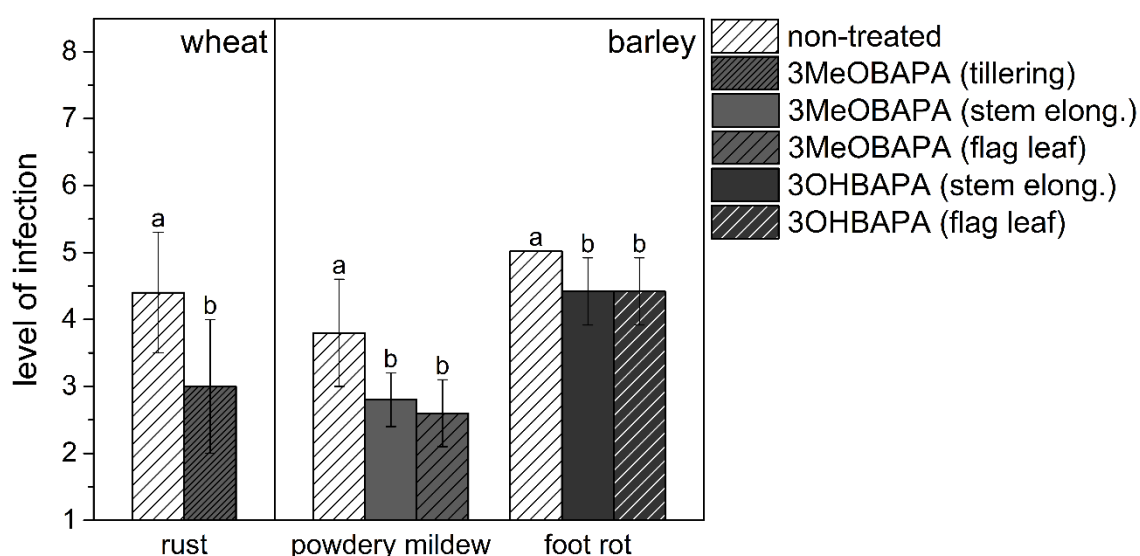 level of infection
8
7
6
5
4
3
2
1
wheat
barley
a
b
a
b
b
a
b
b
rust
powdery mildew
foot rot
non-treated
3MeOBAPA (tillering)
3MeOBAPA (stem elong.)
3MeOBAPA (flag leaf)
3OHBAPA (stem elong.)
3OHBAPA (flag leaf)